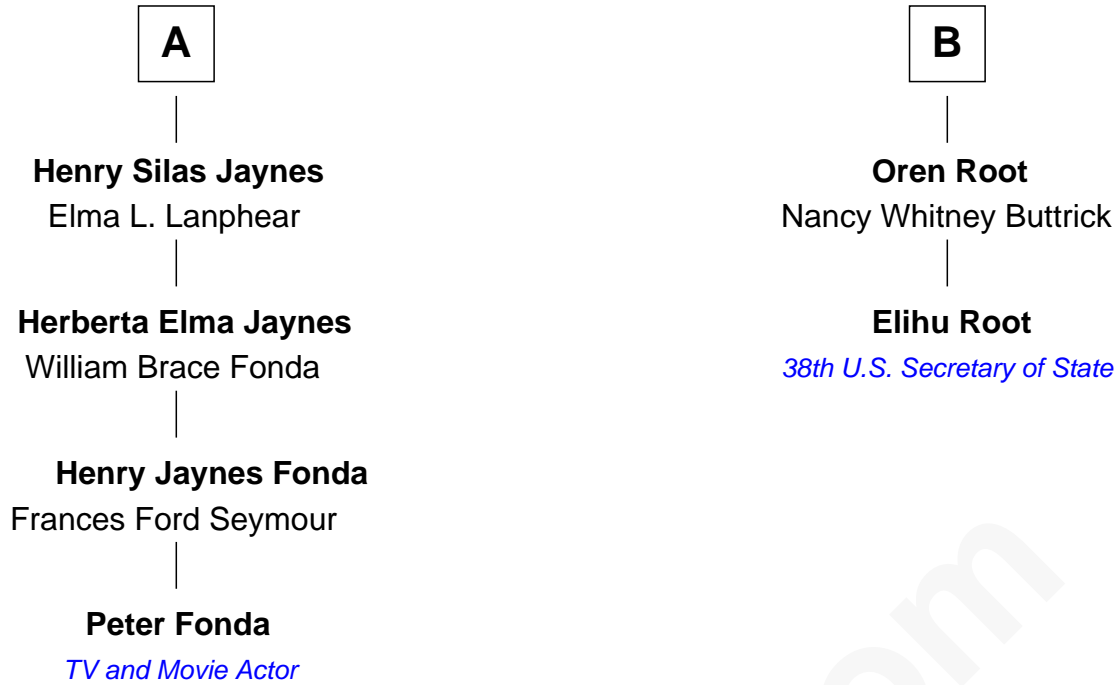 A
Henry Silas Jaynes
Elma L. Lanphear
Herberta Elma Jaynes
William Brace Fonda
Henry Jaynes Fonda
Frances Ford Seymour
Peter Fonda
TV and Movie Actor
B
Oren Root
Nancy Whitney Buttrick
Elihu Root
38th U.S. Secretary of State
om